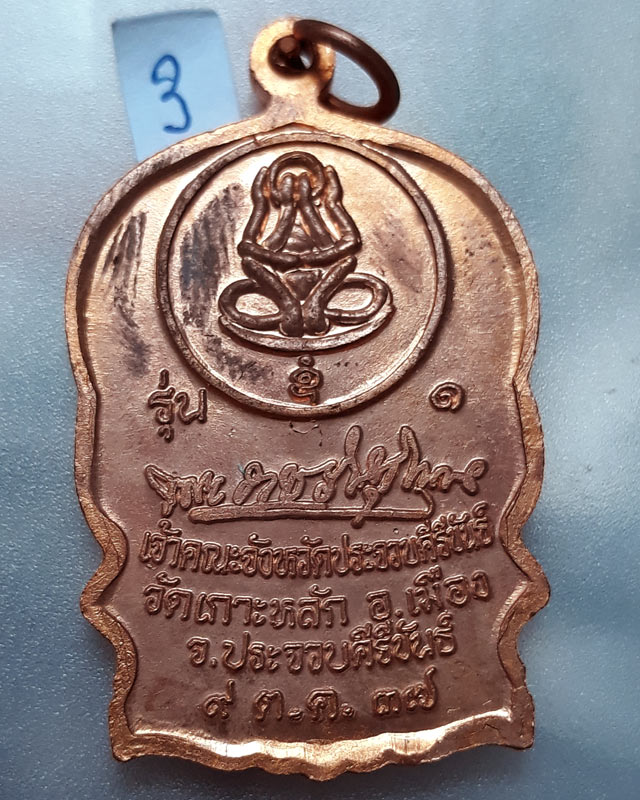 3
รุ่น ๑
เจ้าคณะจังหวัดประจวบคีรีขันธ์
วัดเกาะหลัก อ.เมือง
จ.ประจวบคีรีขันธ์
๙ ต.ค. ๓๗